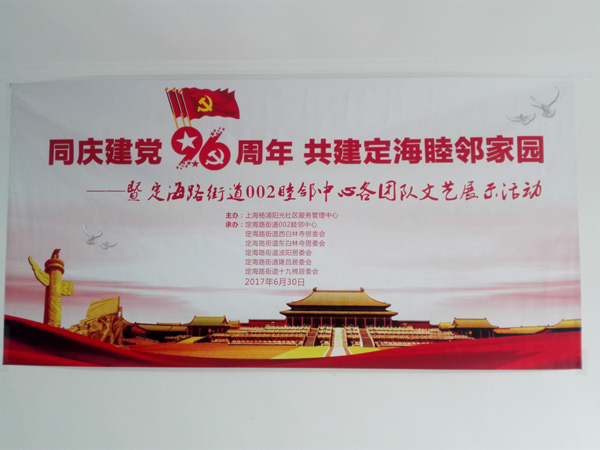 同庆建党96周年 共建定海睦邻家园
——暨定海路街道002睦邻中心各团队文艺展示活动
主办：上海杨浦阳光社区服务管理中心
承办：定海路街道002睦邻中心
定海路街道西白林寺居委会
定海路街道东白林寺居委会
定海路街道波阳居委会
定海路街道隆昌居委会
定海路街道十九棉居委会
2017年6月30日